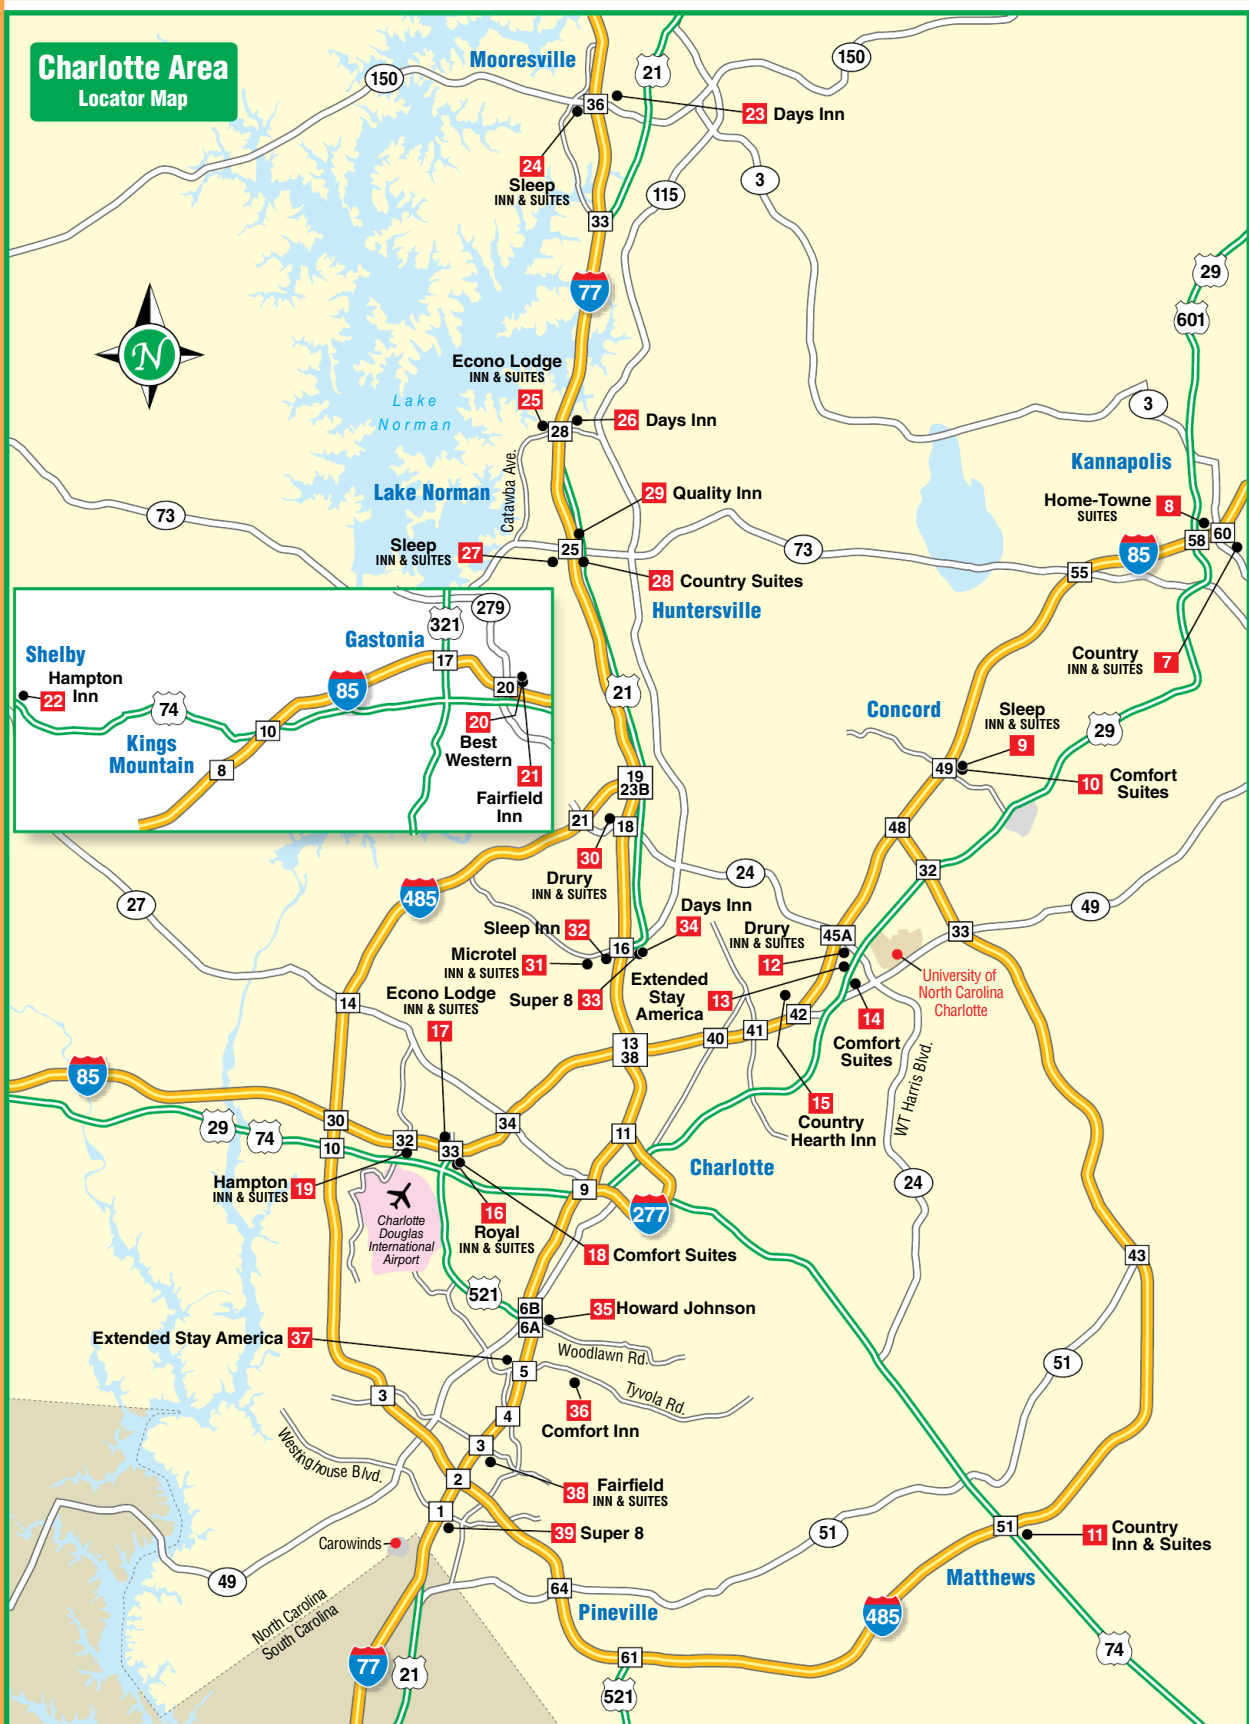 Charlotte Area
Locator Map
Mooresville
150
21
150
36
23 Days Inn
24
Sleep
INN & SUITES
115
3
33
29
77
601
N
Econo Lodge
INN & SUITES
25
Lake
Norman
26 Days Inn
28
3
Kannapolis
Lake Norman
Catawba Ave.
29 Quality Inn
Home-Towne
SUITES
8
73
60
58
Sleep
INN & SUITES
27
25
73
85
55
28 Country Suites
Huntersville
279
321
Gastonia
Shelby
17
Hampton
Inn
22
85
20
74
10
Kings
Mountain
8
20
Best
Western
21
Fairfield
Inn
Country
INN & SUITES
7
21
Concord
Sleep
INN & SUITES
9
29
49
10 Comfort
Suites
19
23B
21
18
48
30
Drury
INN & SUITES
32
24
485
27
49
Days Inn
34
Drury
INN & SUITES
12
45A
33
Sleep Inn 32
16
Microtel
INN & SUITES
31
Super 8 33
Extended
Stay
America
13
University of
North Carolina
Charlotte
Econo Lodge
INN & SUITES
17
14
42
14
Comfort
Suites
41
40
13
38
WT Harris Blvd.
85
15
Country
Hearth Inn
29
74
30
10
32
33
34
11
Charlotte
Hampton
INN & SUITES
19
9
24
277
Charlotte
Douglas
International
Airport
16
Royal
INN & SUITES
18 Comfort Suites
43
521
6B
6A
35 Howard Johnson
Extended Stay America 37
Woodlawn Rd.
5
51
3
Tyvola Rd.
36
Comfort Inn
4
Westinghouse Blvd.
3
2
38 Fairfield
INN & SUITES
1
39 Super 8
51
51
11 Country
Inn & Suites
Carowinds
49
64
Matthews
Pineville
North Carolina
South Carolina
485
77
21
61
74
521